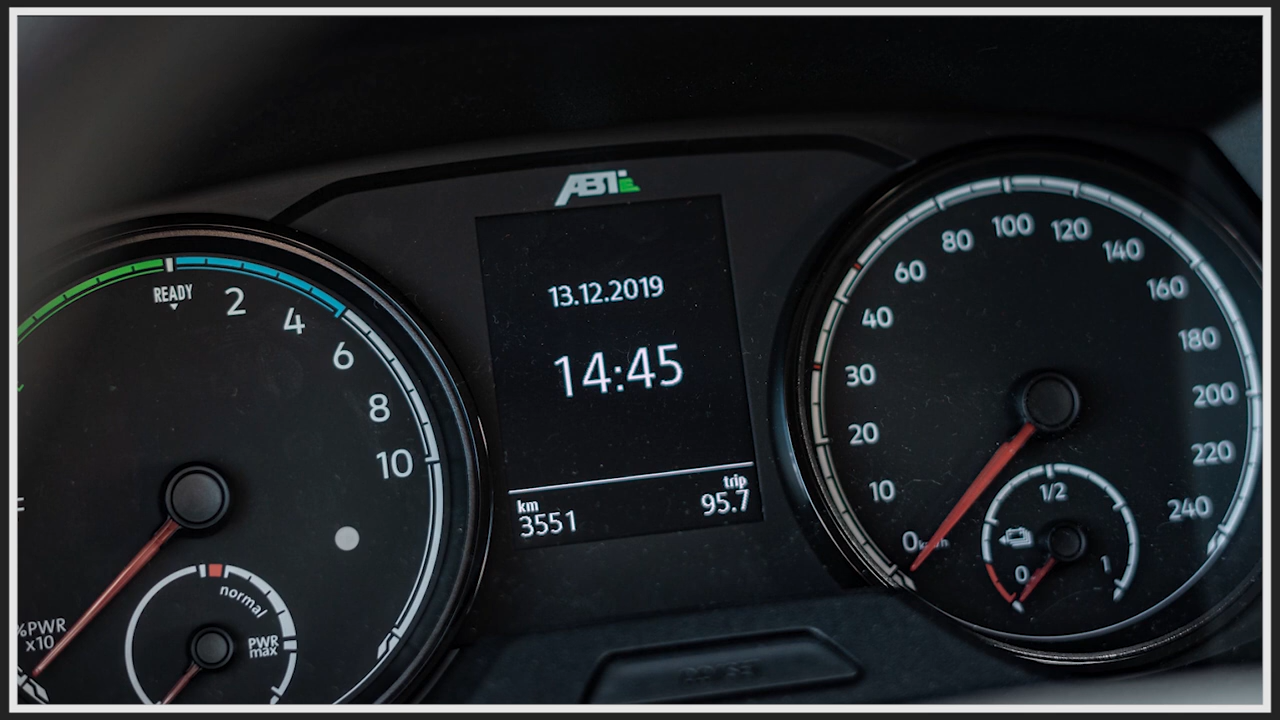 ABT e
13.12.2019
14:45
km
3551
trip
95.7
READY
2
4
6
8
10
%PWR
x10
normal
PWR
max
0 km/h
10
20
30
40
60
80
100
120
140
160
180
200
220
240
1/2
0
1